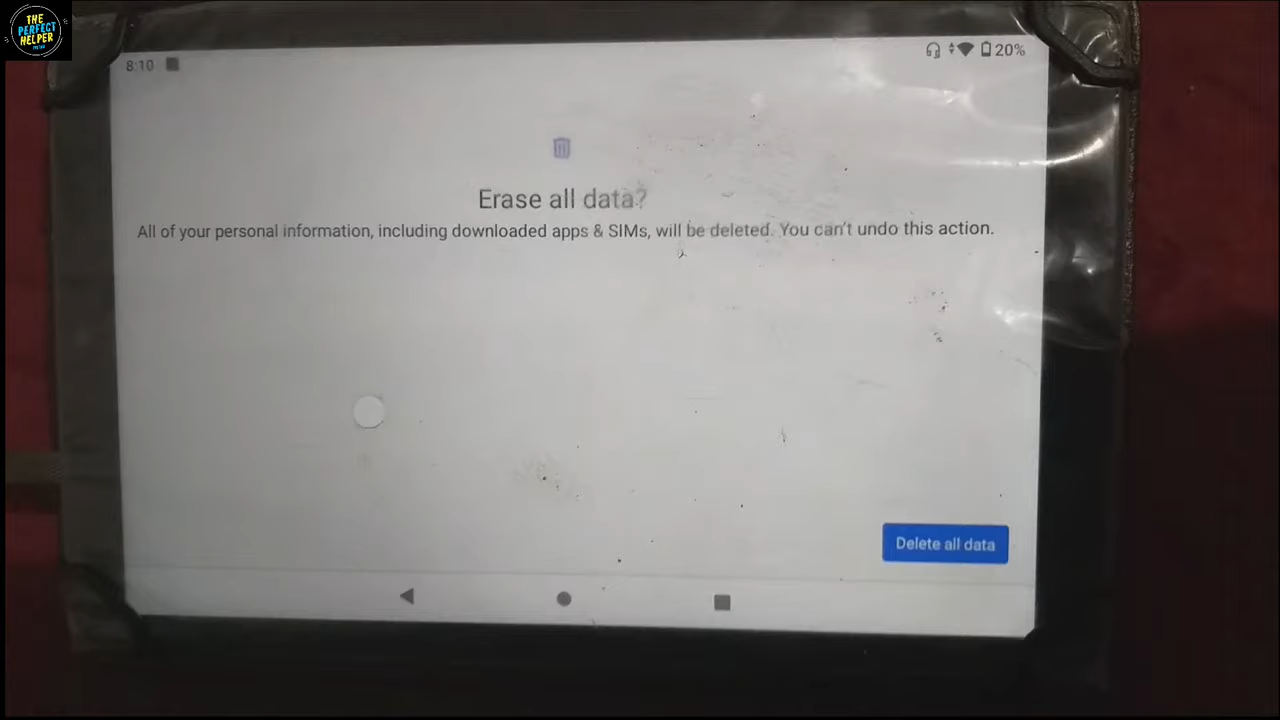 THE
PERFECT
HELPER
8:10
20%
Erase all data?
All of your personal information, including downloaded apps & SIMs, will be deleted. You can't undo this action.
Delete all data